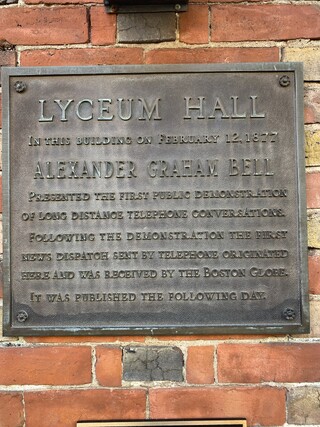 LYCEUM HALL
IN THIS BUILDING ON FEBRUARY 12, 1877
ALEXANDER GRAHAM BELL
PRESENTED THE FIRST PUBLIC DEMONSTRATION
OF LONG DISTANCE TELEPHONE CONVERSATIONS.
FOLLOWING THE DEMONSTRATION THE FIRST
NEWS DISPATCH SENT BY TELEPHONE ORIGINATED
HERE AND WAS RECEIVED BY THE BOSTON GLOBE.
IT WAS PUBLISHED THE FOLLOWING DAY.